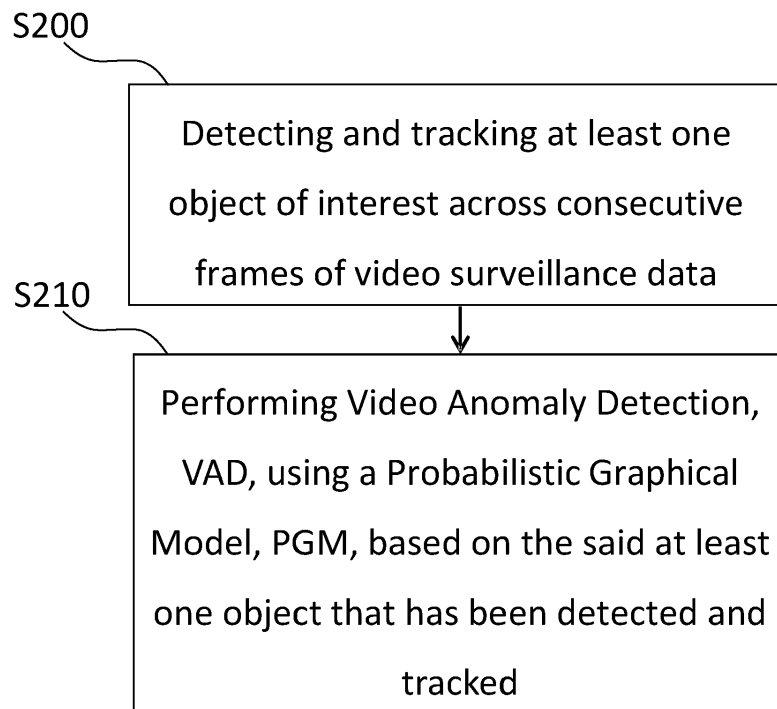 S200
Detecting and tracking at least one
object of interest across consecutive
frames of video surveillance data
S210
Performing Video Anomaly Detection,
VAD, using a Probabilistic Graphical
Model, PGM, based on the said at least
one object that has been detected and
tracked